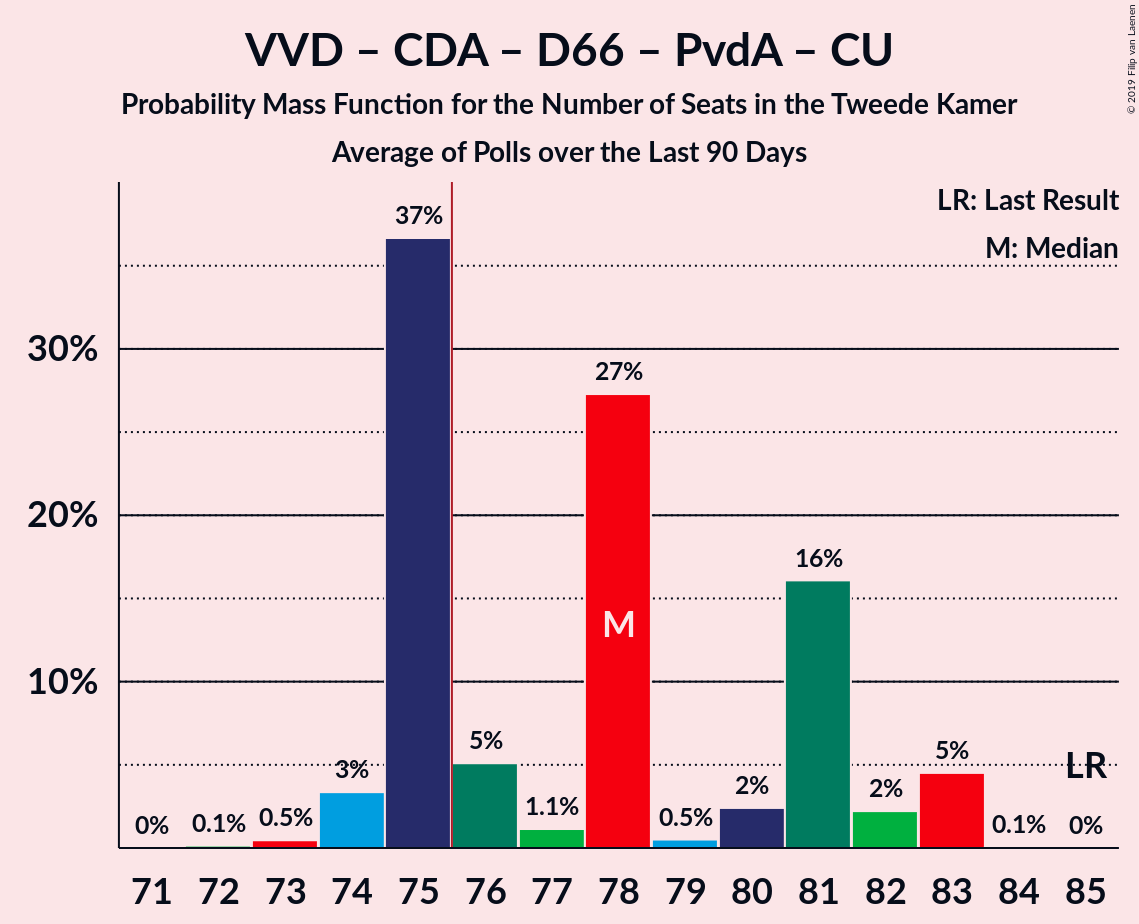 VVD – CDA – D66 – PvdA – CU
Probability Mass Function for the Number of Seats in the Tweede Kamer
Average of Polls over the Last 90 Days
© 2019 Filip van Laenen
LR: Last Result
M: Median
30%
20%
10%
0%
0.1%
0.5%
3%
37%
5%
1.1%
27%
M
0.5%
2%
16%
2%
5%
0.1%
LR
0%
71 72 73 74 75 76 77 78 79 80 81 82 83 84 85